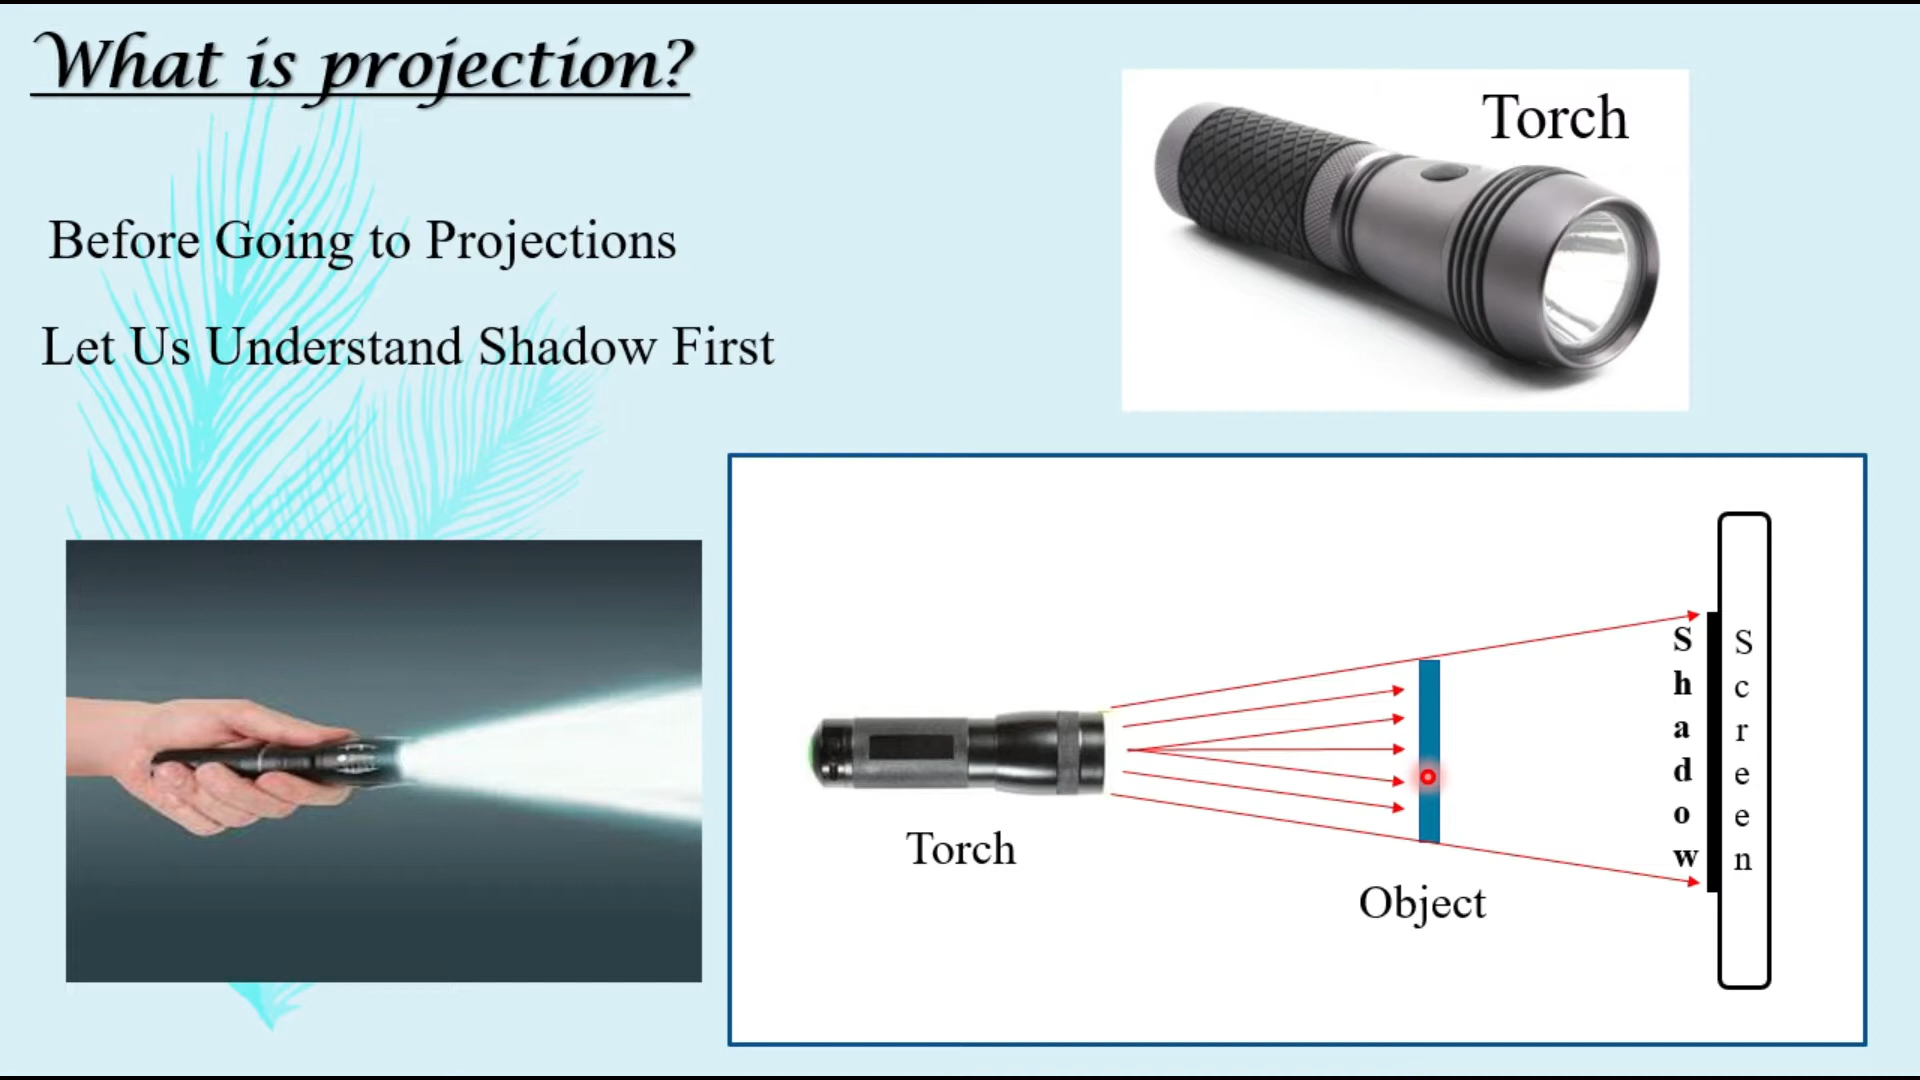 What is projection?
Torch
Before Going to Projections
Let Us Understand Shadow First
Torch
Object
Shadow
Screen